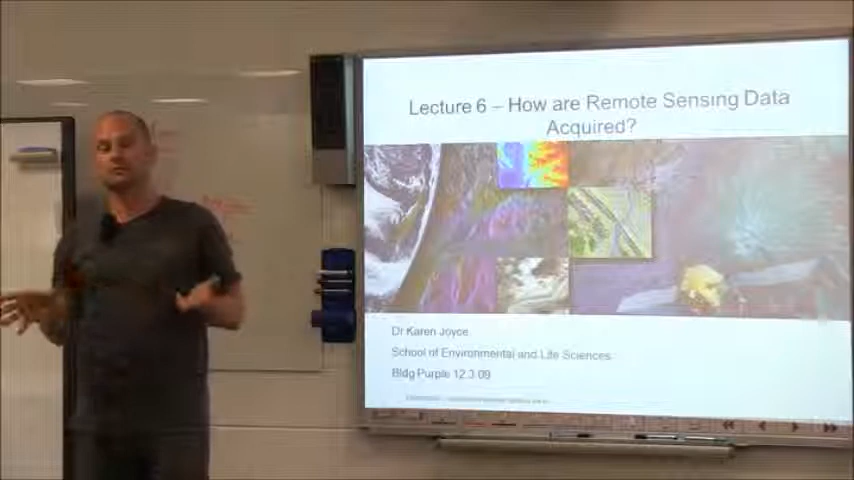 Lecture 6 – How are Remote Sensing Data
Acquired?
Dr Karen Joyce
School of Environmental and Life Sciences
Bldg Purple 12.3.09